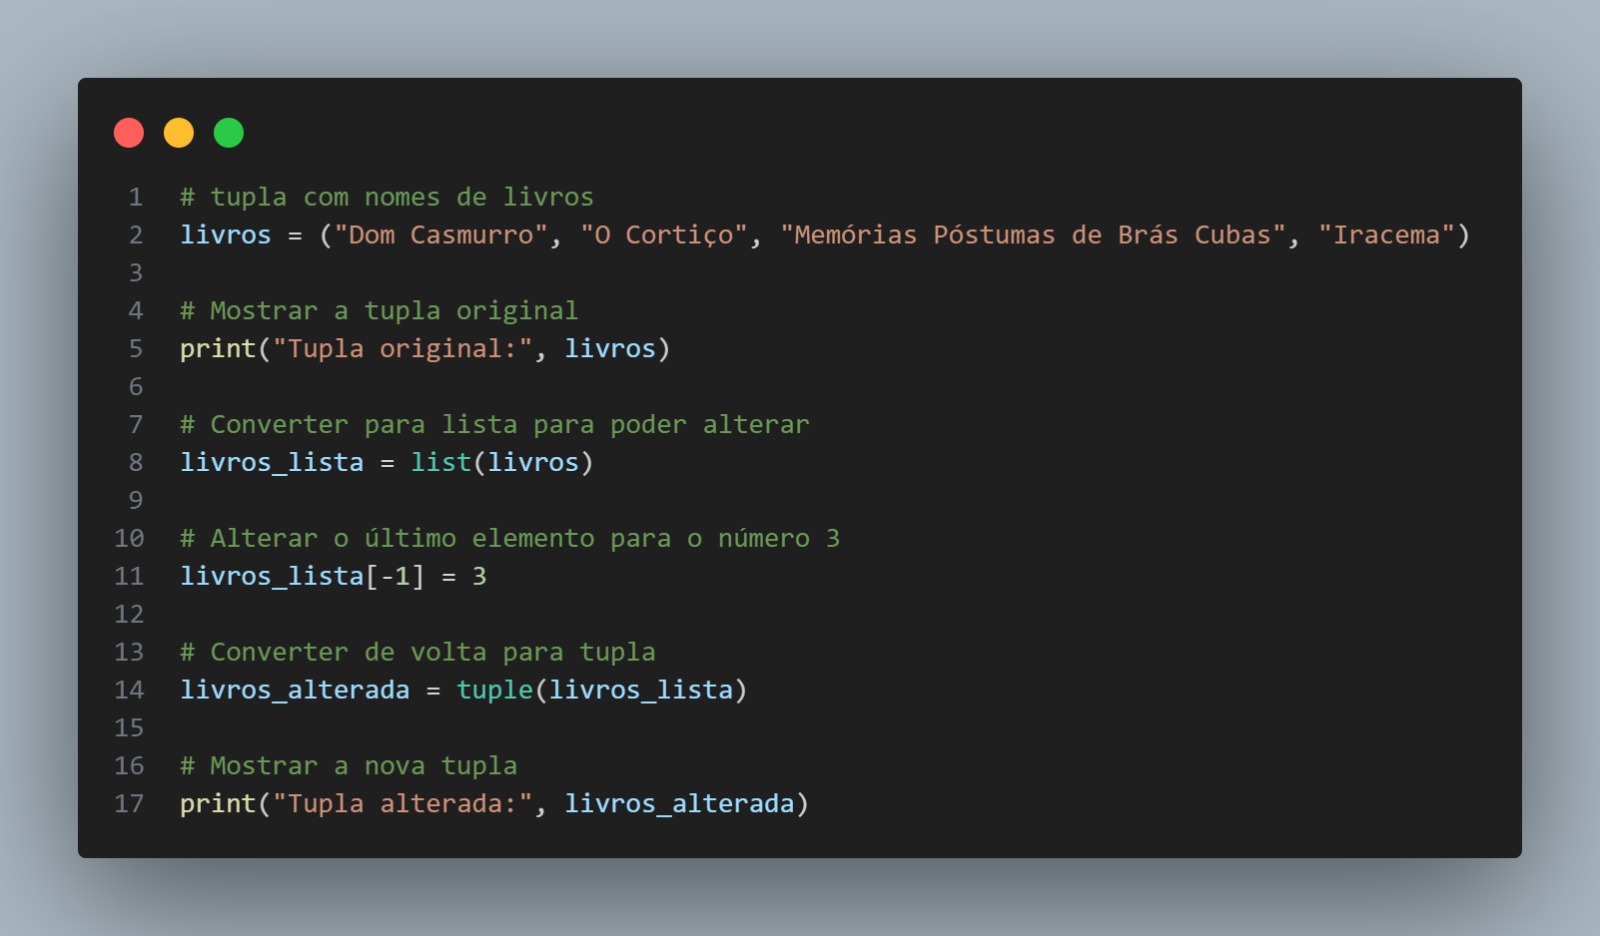 1 # tupla com nomes de livros
2 livros = ("Dom Casmurro", "O Cortiço", "Memórias Póstumas de Brás Cubas", "Iracema")
3
4 # Mostrar a tupla original
5 print("Tupla original:", livros)
6
7 # Converter para lista para poder alterar
8 livros_lista = list(livros)
9
10 # Alterar o último elemento para o número 3
11 livros_lista[-1] = 3
12
13 # Converter de volta para tupla
14 livros_alterada = tuple(livros_lista)
15
16 # Mostrar a nova tupla
17 print("Tupla alterada:", livros_alterada)